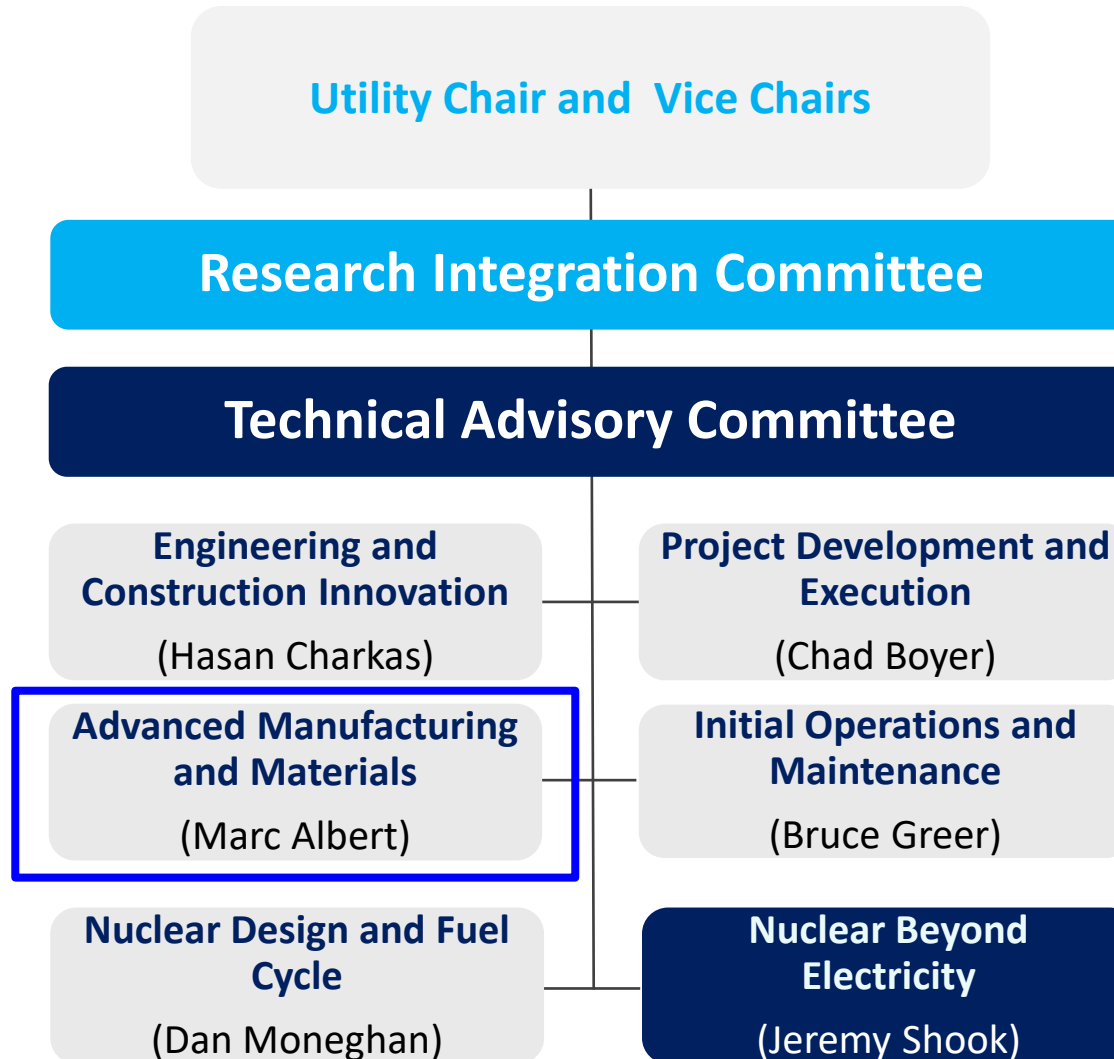 Utility Chair and  Vice Chairs
Research Integration Committee
Technical Advisory Committee
Engineering and
Construction Innovation
(Hasan Charkas)
Project Development and
Execution
(Chad Boyer)
Advanced Manufacturing
and Materials
(Marc Albert)
Initial Operations and
Maintenance
(Bruce Greer)
Nuclear Design and Fuel
Cycle
(Dan Moneghan)
Nuclear Beyond
Electricity
(Jeremy Shook)